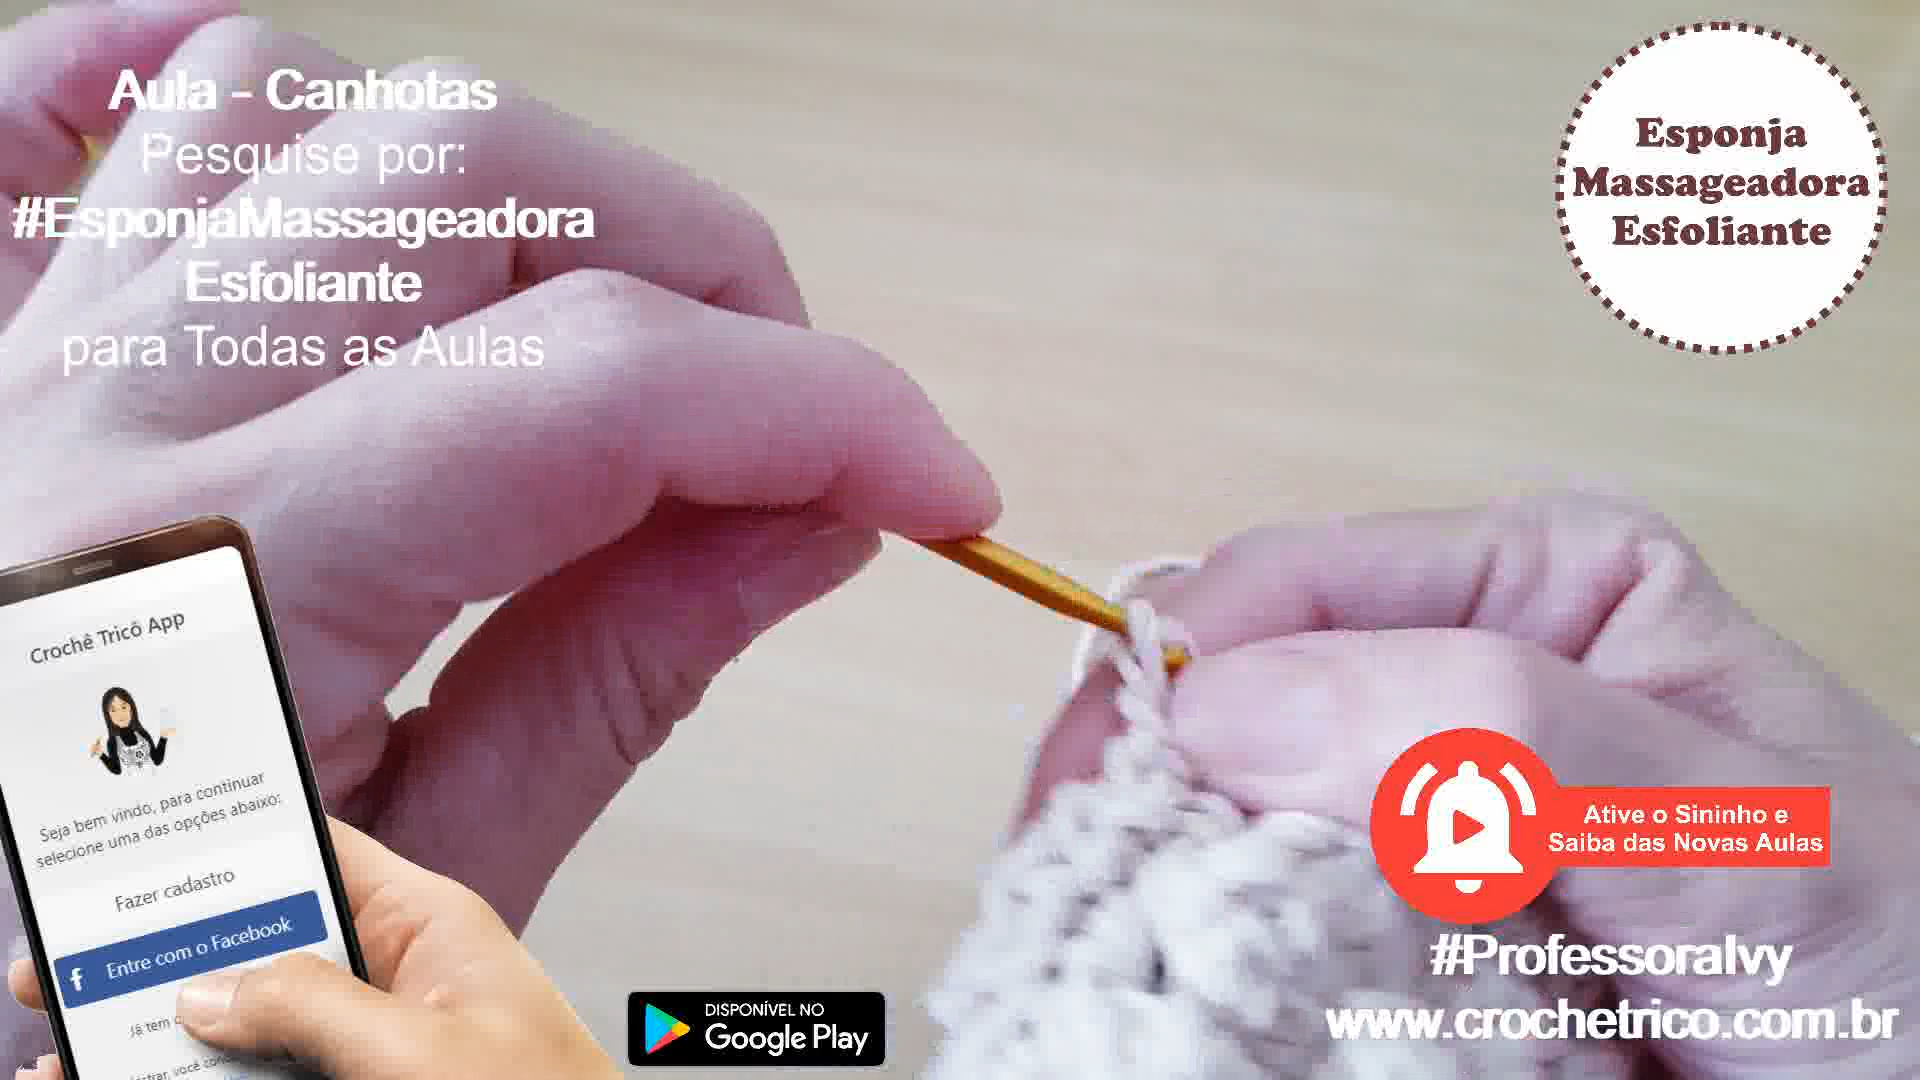 Aula - Canhotas
Pesquise por:
#EsponjaMassageadora
Esfoliante
para Todas as Aulas
Esponja
Massageadora
Esfoliante
Crochê Tricô App
Seja bem vindo, para continuar
selecione uma das opções abaixo:
Fazer cadastro
f Entre com o Facebook
Já tem
DISPONÍVEL NO
Google Play
Ative o Sininho e
Saiba das Novas Aulas
#ProfessoraIvy
www.crochetrico.com.br